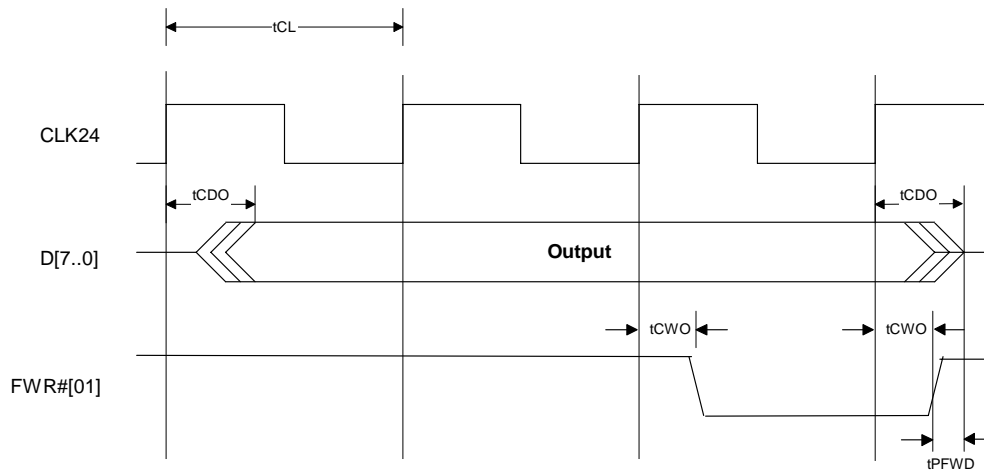 tCL
CLK24
tCDO
tCDO
D[7..0]
Output
tCWO
tCWO
FWR#[01]
tPFWD